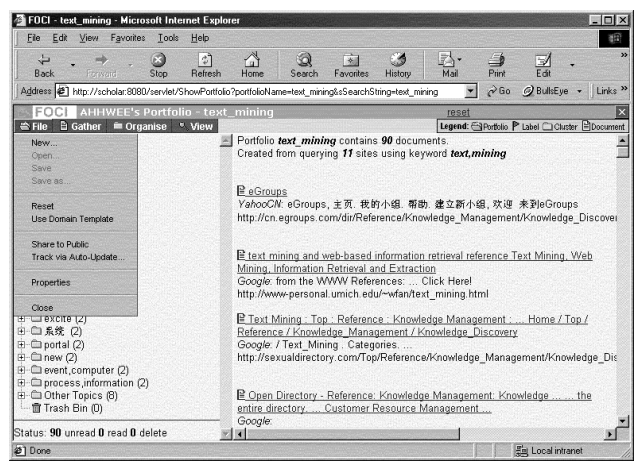 FOCI - text_mining - Microsoft Internet Explorer
File Edit View Favorites Tools Help
Back Forward Stop Refresh Home Search Favorites History Mail Print Edit
Address http://scholar:8080/servlet/ShowPortfolio?portfolioName=text_mining&sSearchString=text_mining Go BullsEye Links »
FOCI AHHWEE's Portfolio - text_mining reset X
File Gather Organise View Legend: Portfolio Label Cluster Document
New...
Open
Save
Save as...
Reset
Use Domain Template
Share to Public
Track via Auto-Update...
Properties
Close
excite (2)
系统 (2)
portal (2)
new (2)
event,computer (2)
process,information (2)
Other Topics (8)
Trash Bin (0)
Status: 90 unread 0 read 0 delete
Portfolio text_mining contains 90 documents.
Created from querying 11 sites using keyword text,mining
eGroups
YahooCN: eGroups, 主页. 我的小组. 帮助. 建立新小组, 欢迎 来到eGroups
http://cn.egroups.com/dir/Reference/Knowledge_Management/Knowledge_Discover
text mining and web-based information retrieval reference Text Mining, Web
Mining, Information Retrieval and Extraction
Google: from the WWW References: ... Click Here!
http://www-personal.umich.edu/~wfan/text_mining.html
Text Mining : Top : Reference : Knowledge Management : ... Home / Top /
Reference / Knowledge_Management / Knowledge_Discovery
Google: / Text_Mining . Categories. ...
http://sexualdirectory.com/Top/Reference/Knowledge_Management/Knowledge_Dis
Open Directory - Reference: Knowledge Management: Knowledge ... ... the
entire directory. ... Customer Resource Management ...
Google:
Done Local intranet